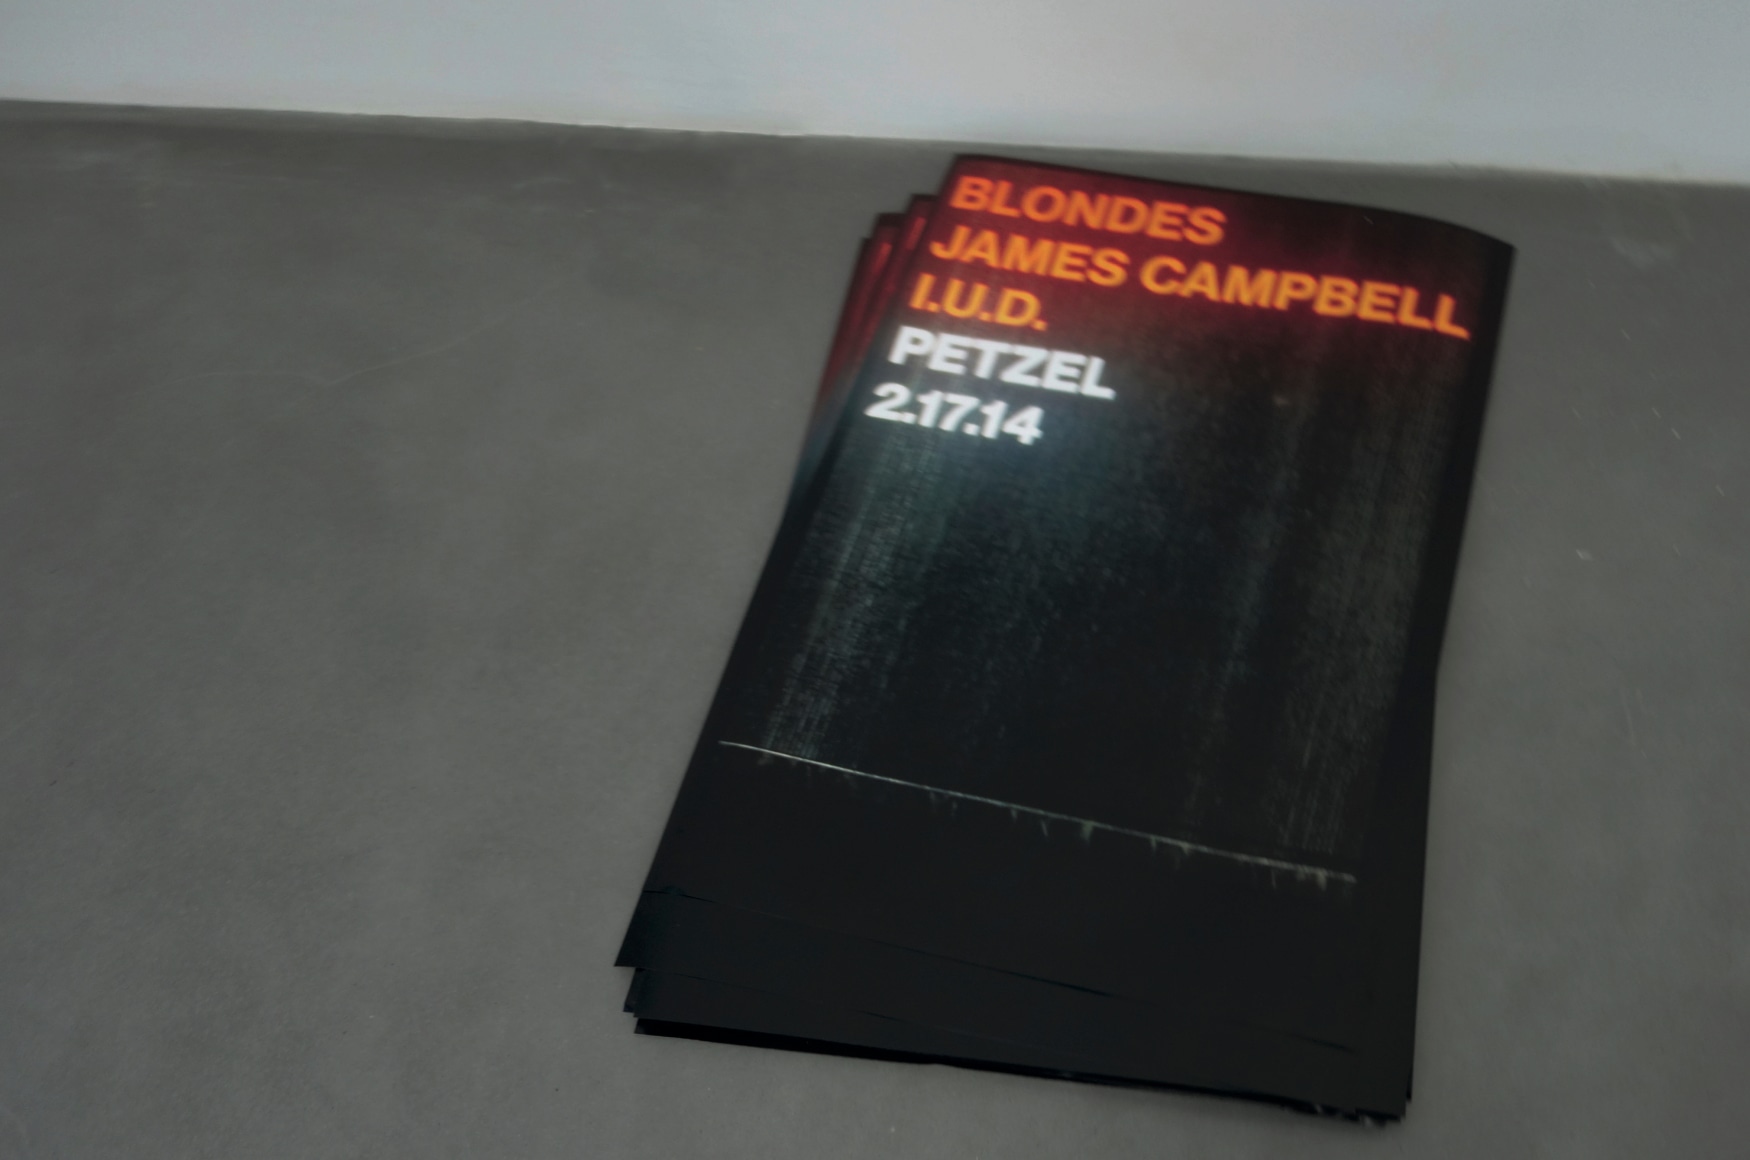 BLONDES
JAMES CAMPBELL
I.U.D.
PETZEL
2.17.14